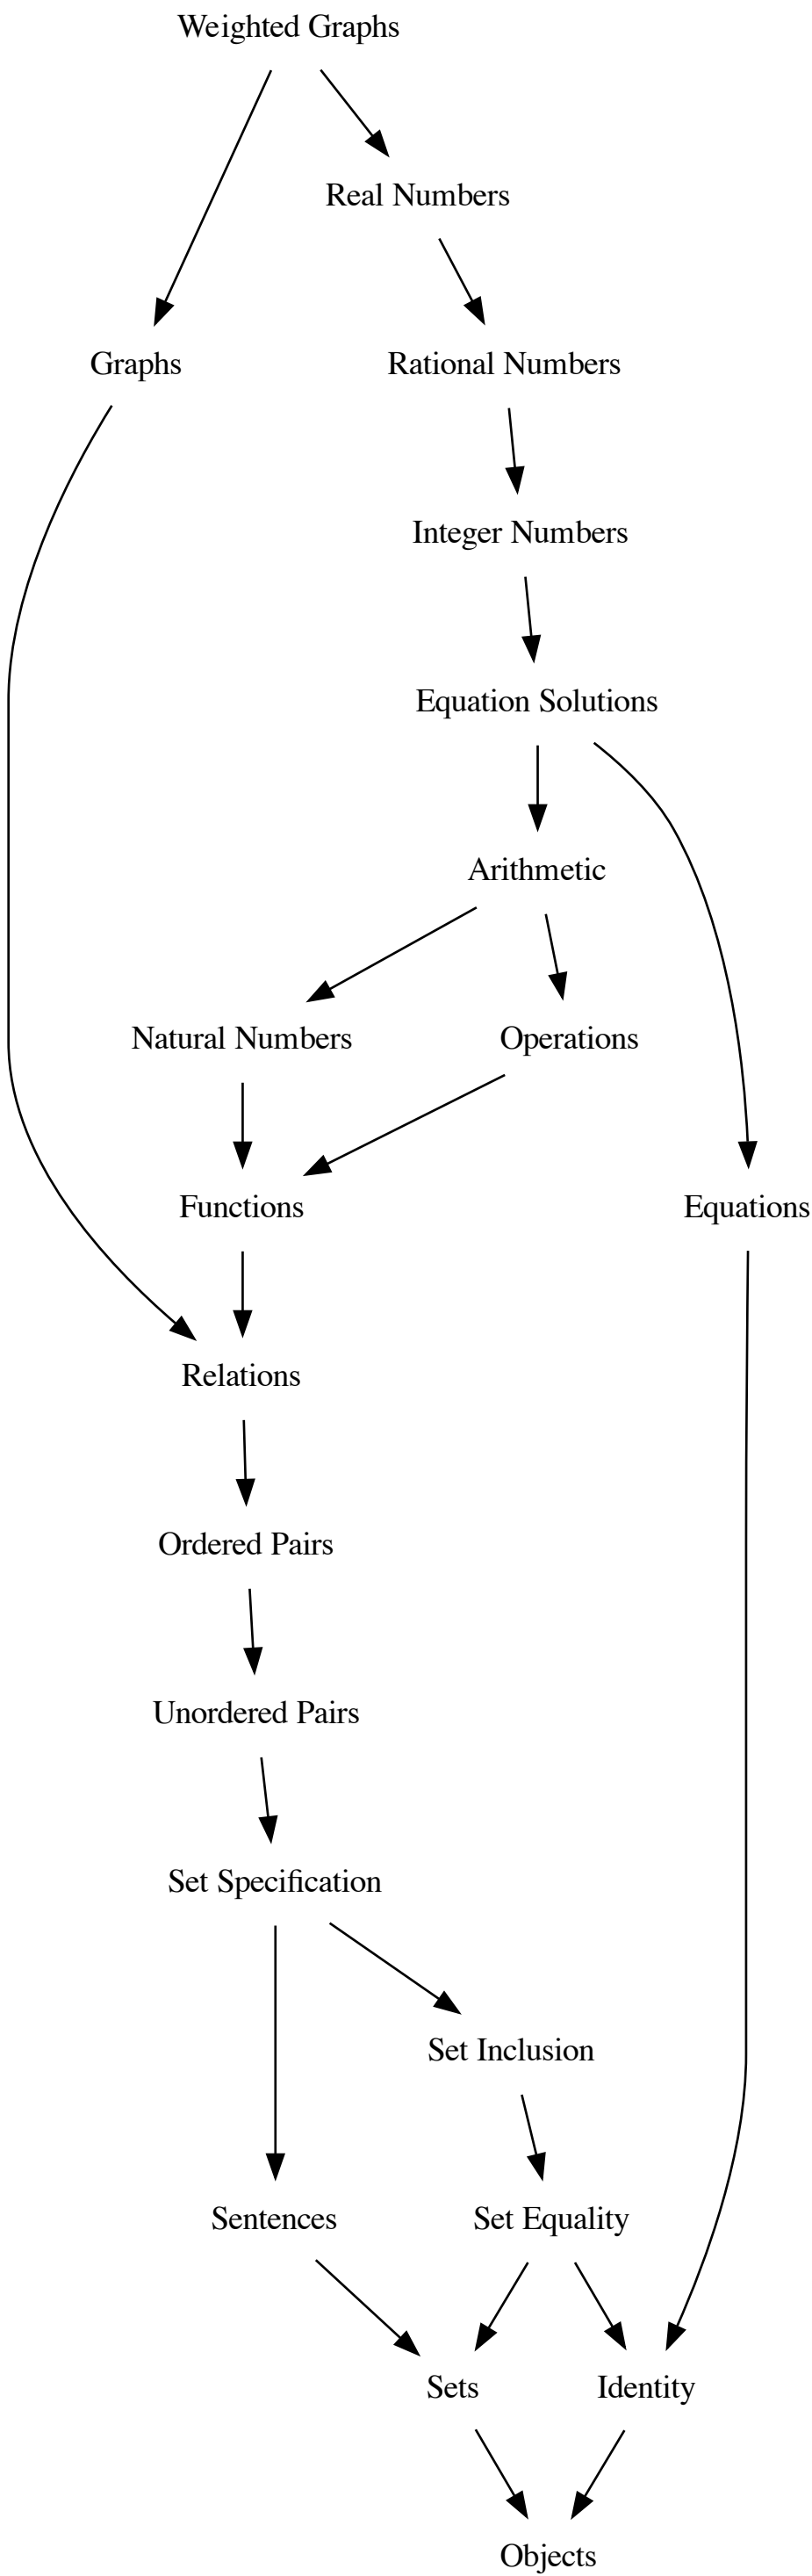 Weighted Graphs
Real Numbers
Graphs
Rational Numbers
Integer Numbers
Equation Solutions
Arithmetic
Natural Numbers
Operations
Functions
Equations
Relations
Ordered Pairs
Unordered Pairs
Set Specification
Set Inclusion
Sentences
Set Equality
Sets
Identity
Objects